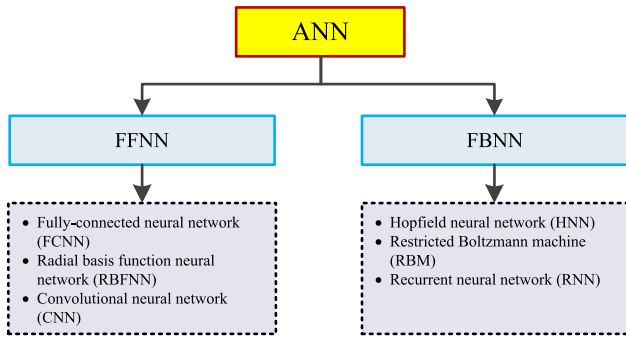 ANN
FFNN
FBNN
• Fully-connected neural network
(FCNN)
• Radial basis function neural
network (RBFNN)
• Convolutional neural network
(CNN)
• Hopfield neural network (HNN)
• Restricted Boltzmann machine
(RBM)
• Recurrent neural network (RNN)